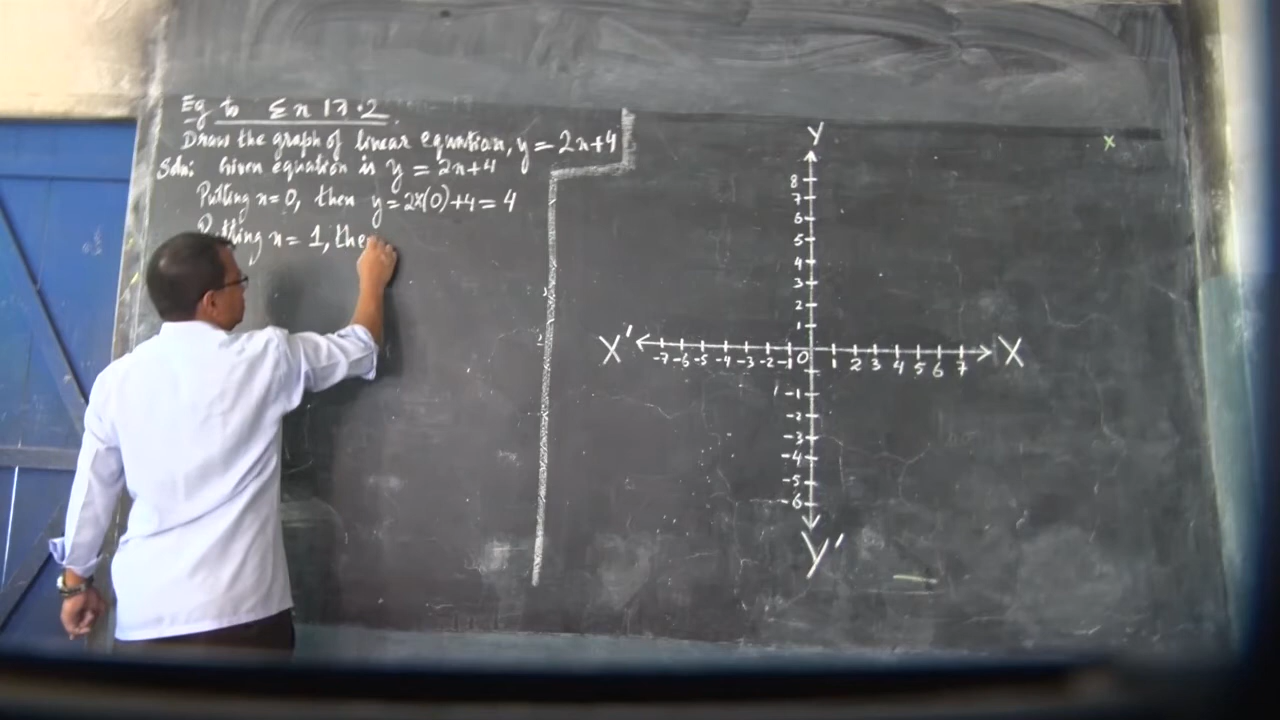 Eg to Ex 17.2
Draw the graph of linear equation, y = 2x+4
Soln: Given equation is y = 2x+4
Putting x=0, then y=2×(0)+4=4
Putting x= 1, the
Y
8
7
6
5
4
3
2
1
X' -7 -6 -5 -4 -3 -2 -1 O 1 2 3 4 5 6 7 X
-1
-2
-3
-4
-5
-6
Y'
x